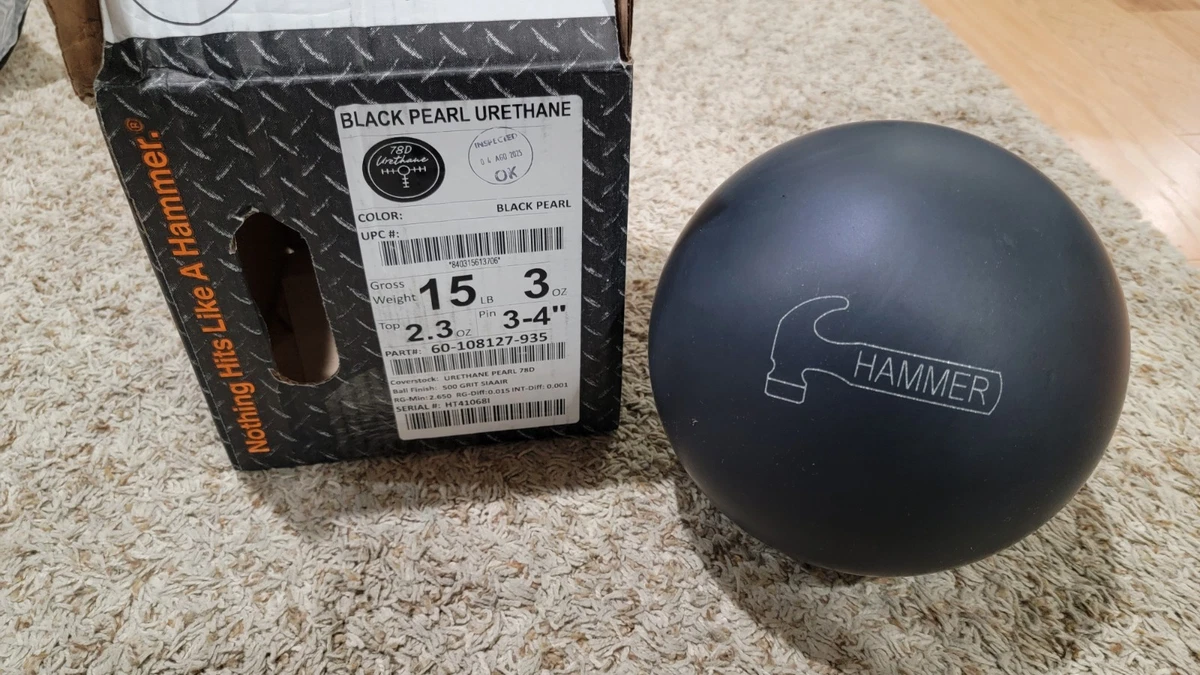 Nothing Hits Like A Hammer.®
BLACK PEARL URETHANE
78D
Urethane
INSPECTED
04 AGO 2023
OK
COLOR: BLACK PEARL
UPC #:
*840315613706*
Gross Weight 15 LB 3 OZ
Top 2.3 OZ Pin 3-4"
PART#: 60-108127-935
Coverstock: URETHANE PEARL 78D
Ball Finish: 500 GRIT SIAAIR
RG-Min: 2.650 RG-Diff:0.015 INT-Diff: 0.001
SERIAL #: HT41068I
HAMMER